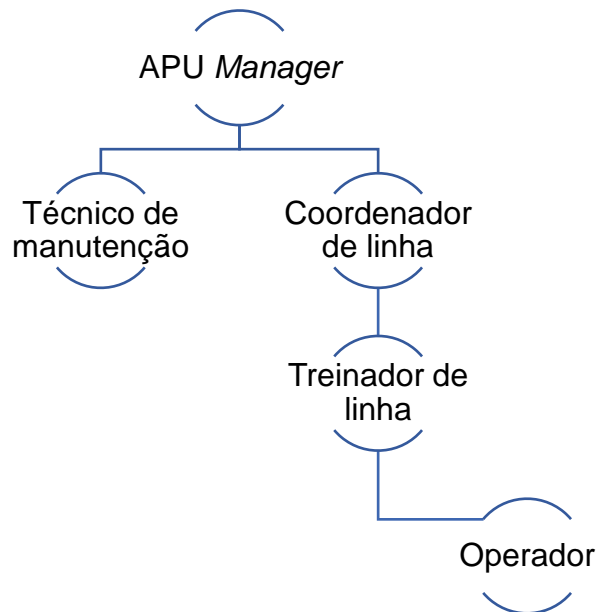 APU Manager
Técnico de
manutenção
Coordenador
de linha
Treinador de
linha
Operador